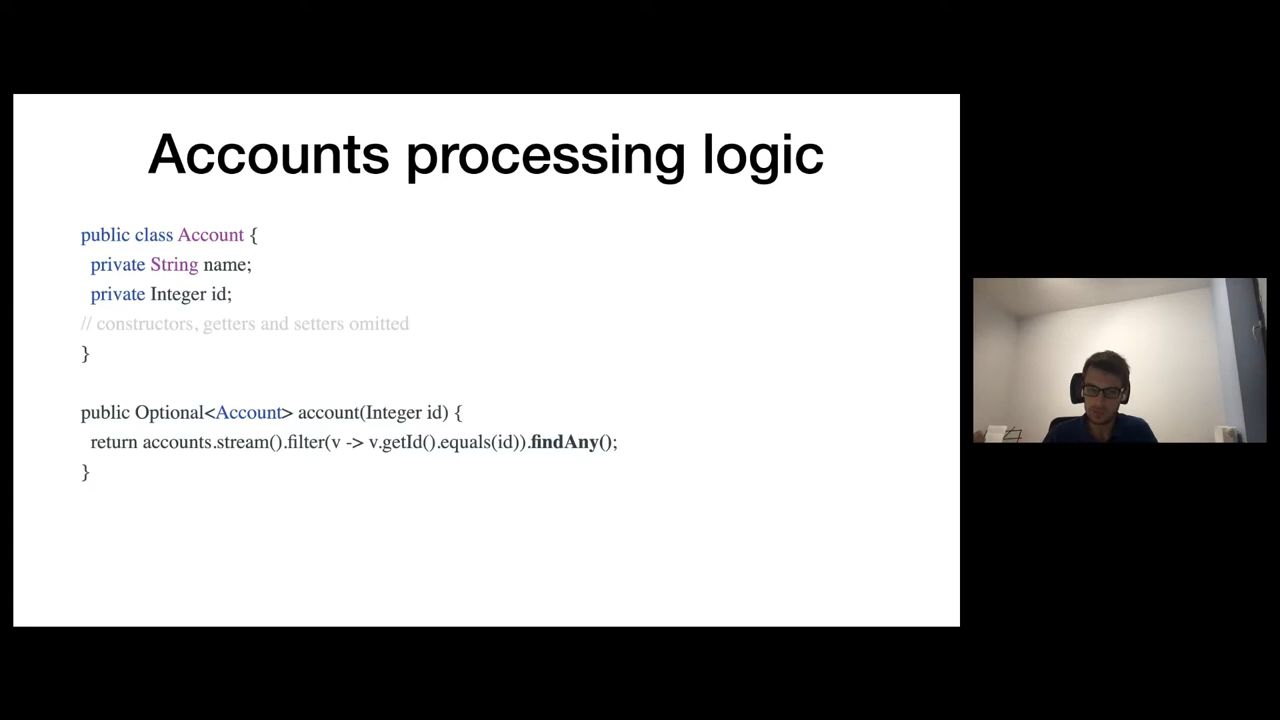 Accounts processing logic
public class Account {
private String name;
private Integer id;
// constructors, getters and setters omitted
}
public Optional<Account> account(Integer id) {
return accounts.stream().filter(v -> v.getId().equals(id)).findAny();
}